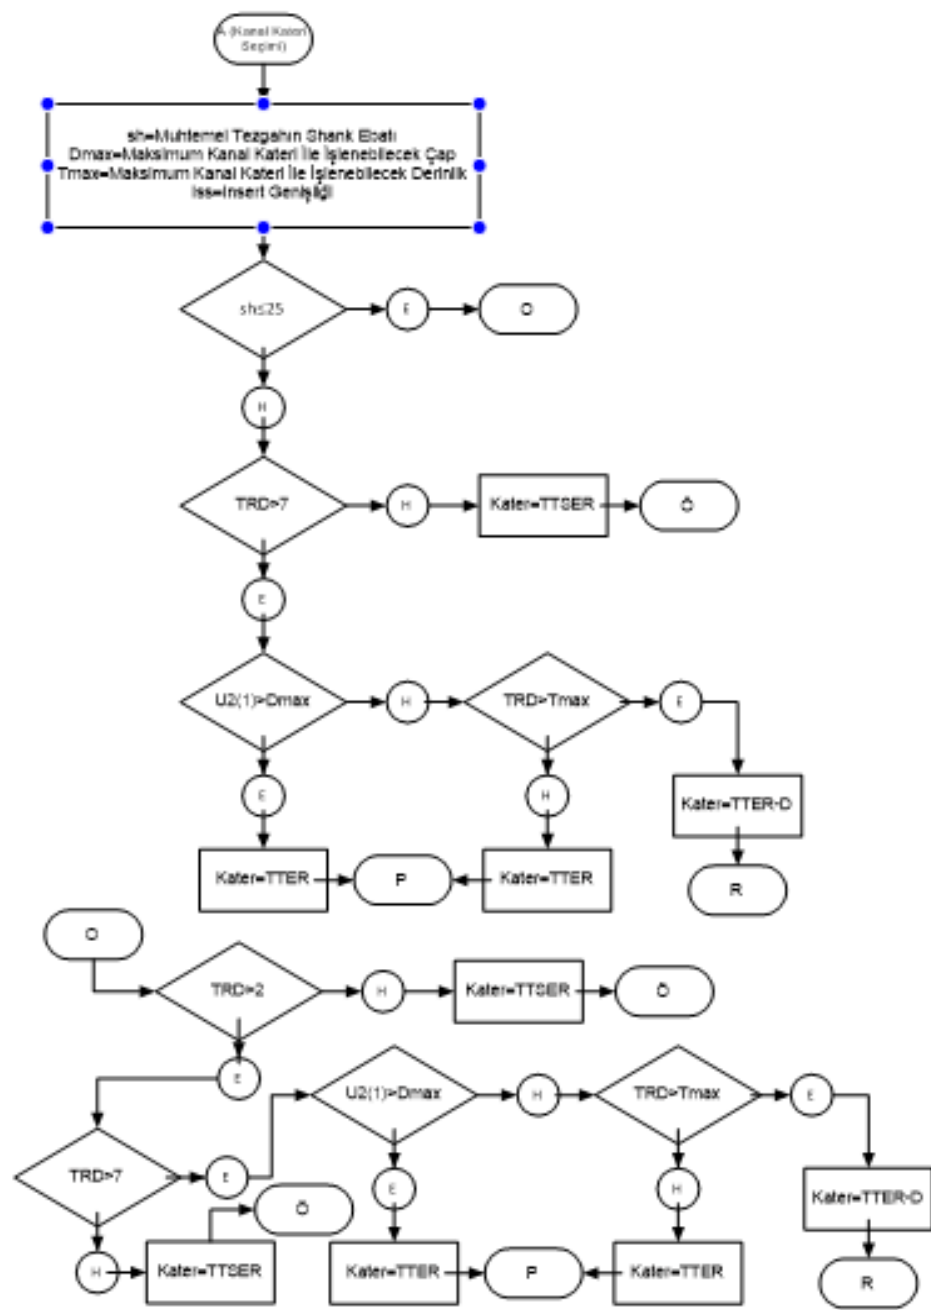 A (Kanal Kateri
Seçimi)
sh=Muhtemel Tezgahın Shank Ebatı
Dmax=Maksimum Kanal Kateri İle İşlenebilecek Çap
Tmax=Maksimum Kanal Kateri İle İşlenebilecek Derinlik
Iss=Insert Genişliği
sh≤25
E
O
H
TRD>7
H
Kater=TTSER
Ö
E
U2(1)>Dmax
H
TRD>Tmax
E
E
H
Kater=TTER-D
Kater=TTER
P
Kater=TTER
R
O
TRD>2
H
Kater=TTSER
Ö
E
U2(1)>Dmax
H
TRD>Tmax
E
TRD>7
E
E
H
Kater=TTER-D
Ö
H
Kater=TTSER
Kater=TTER
P
Kater=TTER
R